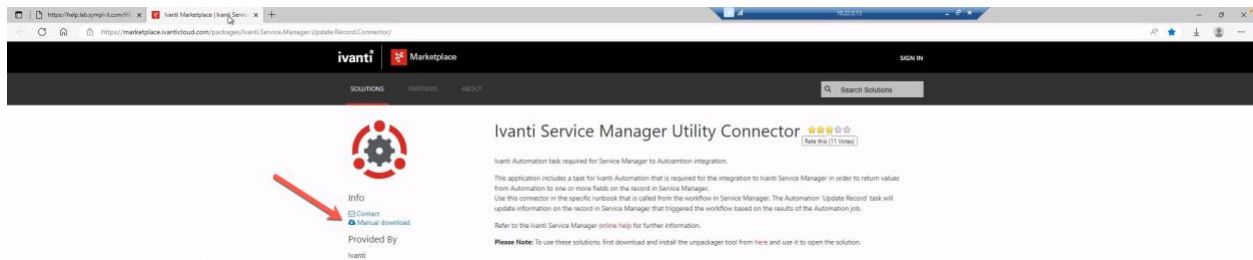 https://help.lab.sympl-it.com/HE
Ivanti Marketplace | Ivanti Servic
10.22.0.13
https://marketplace.ivanticloud.com/packages/Ivanti.Service.Manager.Update.Record.Connector/
ivanti Marketplace
SIGN IN
SOLUTIONS PARTNERS ABOUT
Search Solutions
Ivanti Service Manager Utility Connector
Rate this (11 Votes)
Ivanti Automation task required for Service Manager to Autoamtion integration.
This application includes a task for Ivanti Automation that is required for the integration to Ivanti Service Manager in order to return values
from Automation to one or more fields on the record in Service Manager.
Use this connector in the specific runbook that is called from the workflow in Service Manager. The Automation 'Update Record' task will
update information on the record in Service Manager that triggered the workflow based on the results of the Automation job.
Refer to the Ivanti Service Manager online help for further information.
Please Note: To use these solutions, first download and install the unpackager tool from here and use it to open the solution.
Info
Contact
Manual download
Provided By
Ivanti